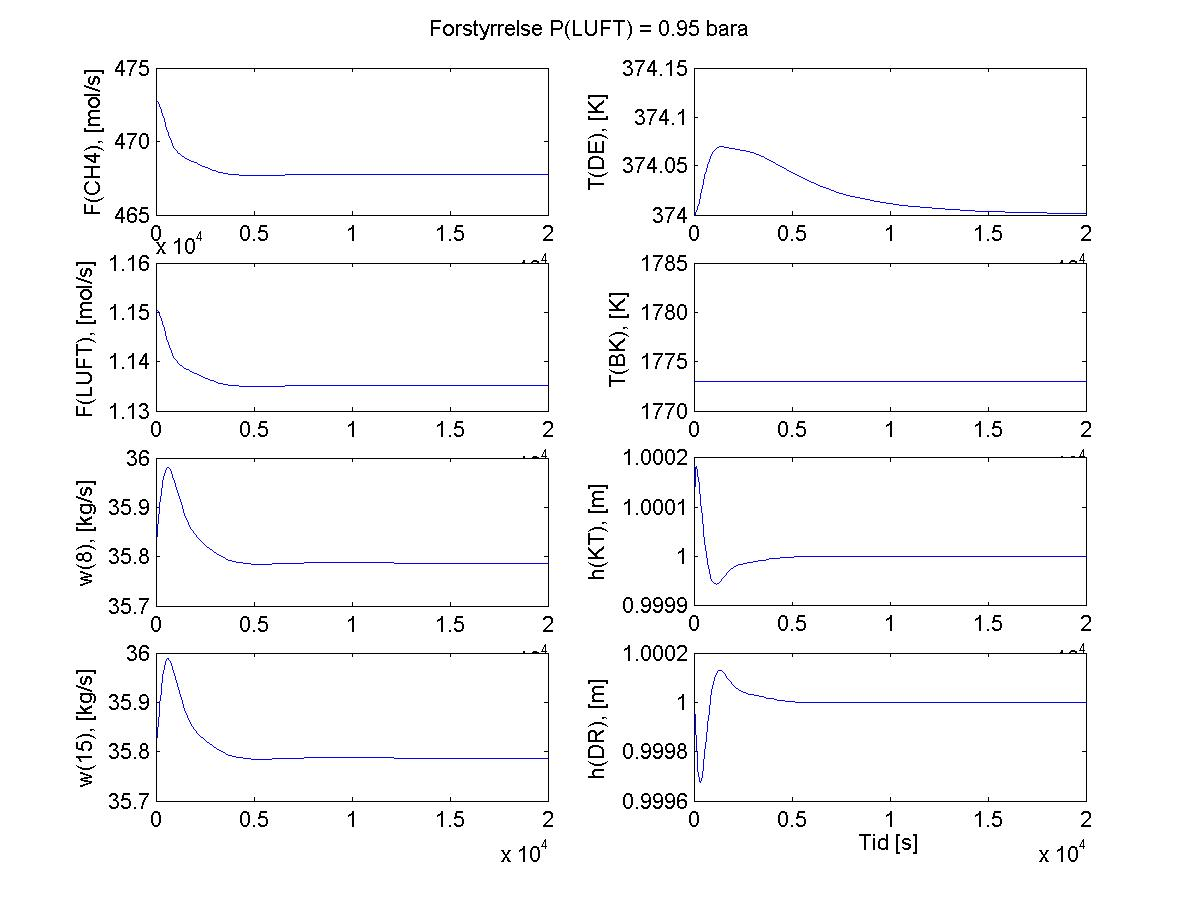 Forstyrrelse P(LUFT) = 0.95 bara
475
470
465
F(CH4), [mol/s]
0 0.5 1 1.5 2
374.15
374.1
374.05
374
T(DE), [K]
0 0.5 1 1.5 2
x 10^4
1.16
1.15
1.14
1.13
F(LUFT), [mol/s]
0 0.5 1 1.5 2
1785
1780
1775
1770
T(BK), [K]
0 0.5 1 1.5 2
36
35.9
35.8
35.7
w(8), [kg/s]
0 0.5 1 1.5 2
1.0002
1.0001
1
0.9999
h(KT), [m]
0 0.5 1 1.5 2
36
35.9
35.8
35.7
w(15), [kg/s]
0 0.5 1 1.5 2
x 10^4
1.0002
1
0.9998
0.9996
h(DR), [m]
0 0.5 1 1.5 2
Tid [s]
x 10^4